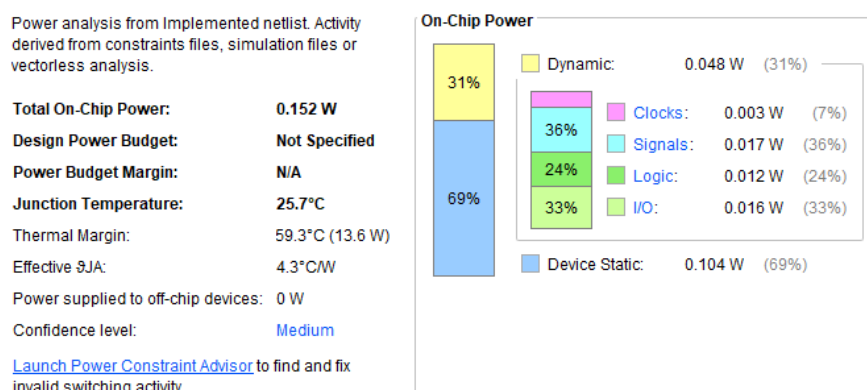 Power analysis from Implemented netlist. Activity
derived from constraints files, simulation files or
vectorless analysis.
Total On-Chip Power: 0.152 W
Design Power Budget: Not Specified
Power Budget Margin: N/A
Junction Temperature: 25.7°C
Thermal Margin: 59.3°C (13.6 W)
Effective ϑJA: 4.3°C/W
Power supplied to off-chip devices: 0 W
Confidence level: Medium
Launch Power Constraint Advisor to find and fix
invalid switching activity
On-Chip Power
31%
69%
Dynamic: 0.048 W (31%)
36%
24%
33%
Clocks: 0.003 W (7%)
Signals: 0.017 W (36%)
Logic: 0.012 W (24%)
I/O: 0.016 W (33%)
Device Static: 0.104 W (69%)